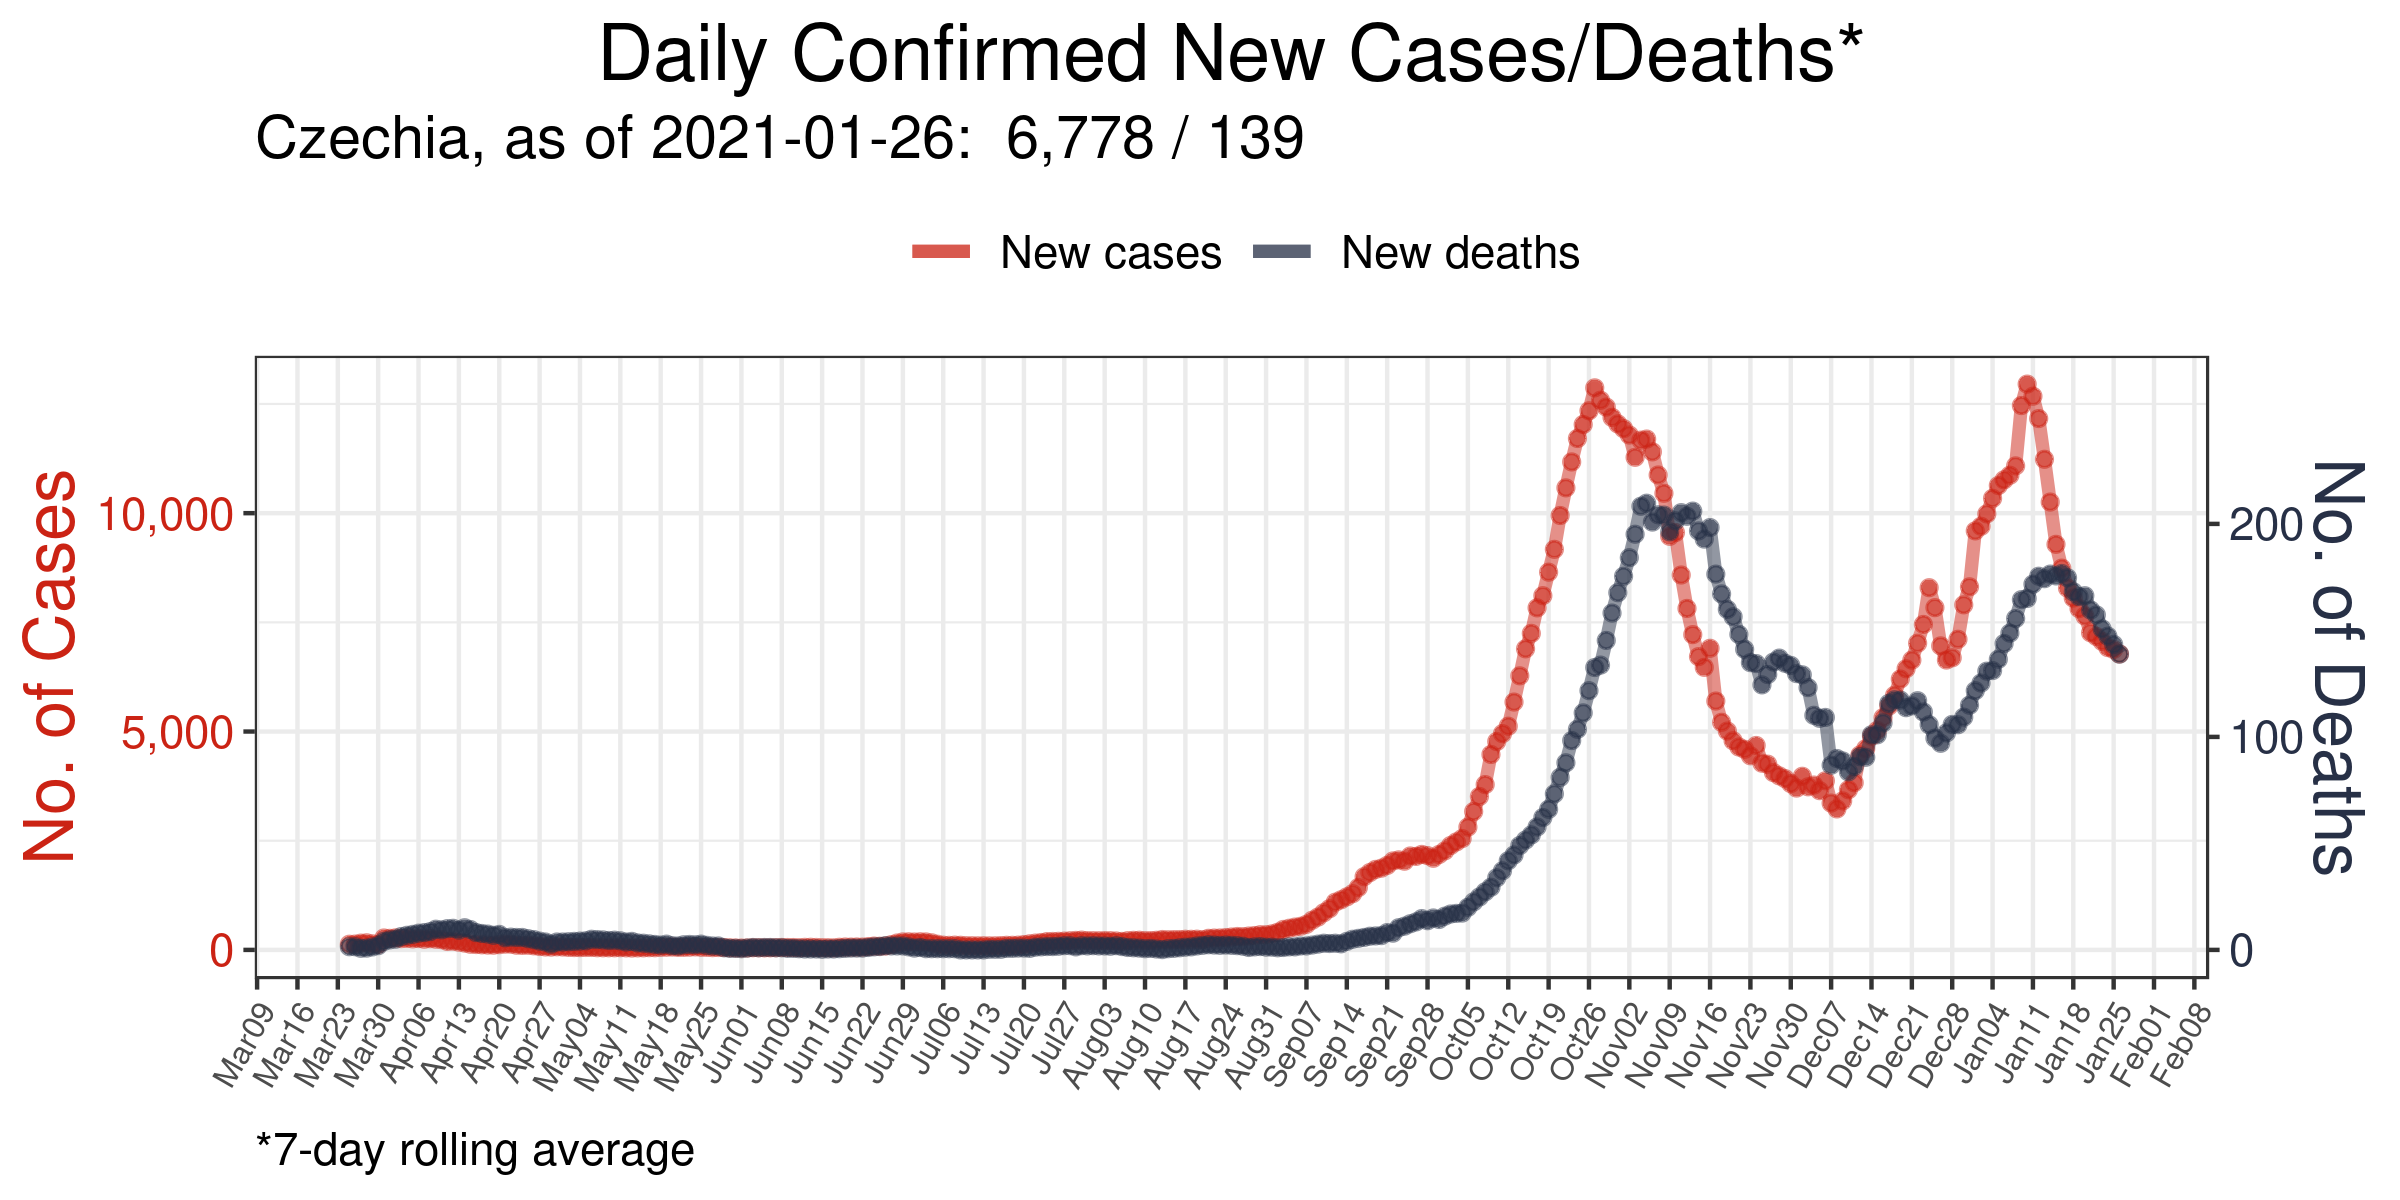 Daily Confirmed New Cases/Deaths*
Czechia, as of 2021-01-26:  6,778 / 139
New cases
New deaths
No. of Cases
10,000
5,000
0
No. of Deaths
200
100
0
Mar09
Mar16
Mar23
Mar30
Apr06
Apr13
Apr20
Apr27
May04
May11
May18
May25
Jun01
Jun08
Jun15
Jun22
Jun29
Jul06
Jul13
Jul20
Jul27
Aug03
Aug10
Aug17
Aug24
Aug31
Sep07
Sep14
Sep21
Sep28
Oct05
Oct12
Oct19
Oct26
Nov02
Nov09
Nov16
Nov23
Nov30
Dec07
Dec14
Dec21
Dec28
Jan04
Jan11
Jan18
Jan25
Feb01
Feb08
*7-day rolling average